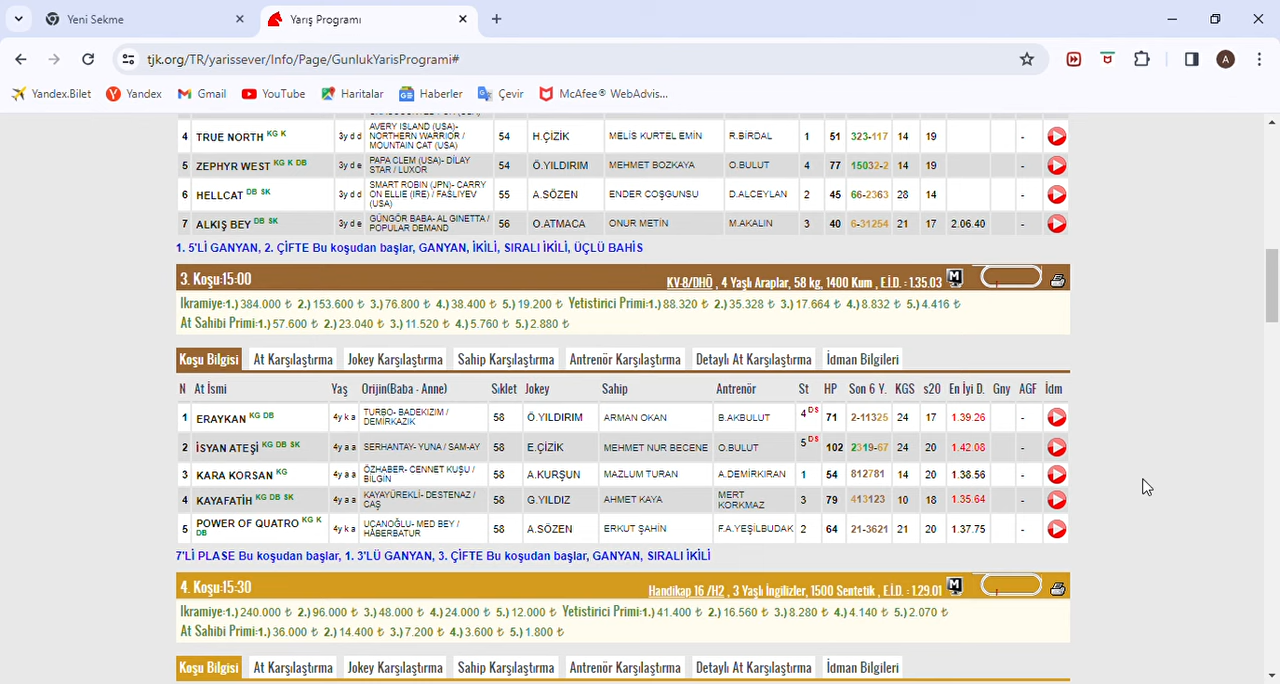 Yeni Sekme
Yarış Programı
tjk.org/TR/yarissever/Info/Page/GunlukYarisProgrami#
A
Yandex.Bilet Yandex Gmail YouTube Haritalar Haberler Çevir McAfee® WebAdvis...
4 TRUE NORTH KG K 3y d d AVERY ISLAND (USA)- NORTHERN WARRIOR / MOUNTAIN CAT (USA) 54 H.ÇİZİK MELİS KURTEL EMİN R.BİRDAL 1 51 323-117 14 19 -
5 ZEPHYR WEST KG K DB 3y d e PAPA CLEM (USA)- DİLAY STAR / LUXOR 54 Ö.YILDIRIM MEHMET BOZKAYA O.BULUT 4 77 15032-2 14 19 -
6 HELLCAT DB SK 3y d d SMART ROBIN (JPN)- CARRY ON ELLIE (IRE) / FASLIYEV (USA) 55 A.SÖZEN ENDER COŞGUNSU D.ALCEYLAN 2 45 66-2363 28 14 -
7 ALKIŞ BEY DB SK 3y d e GÜNGÖR BABA- AL GINETTA / POPULAR DEMAND 56 O.ATMACA ONUR METİN M.AKALIN 3 40 6-31254 21 17 2.06.40 -
1. 5'Lİ GANYAN, 2. ÇİFTE Bu koşudan başlar, GANYAN, İKİLİ, SIRALI İKİLİ, ÜÇLÜ BAHİS
3. Koşu:15:00 KV-8/DHÖ , 4 Yaşlı Araplar, 58 kg, 1400 Kum , E.İ.D. : 1.35.03 M
İkramiye:1.) 384.000 ₺ 2.) 153.600 ₺ 3.) 76.800 ₺ 4.) 38.400 ₺ 5.) 19.200 ₺ Yetistirici Primi:1.) 88.320 ₺ 2.) 35.328 ₺ 3.) 17.664 ₺ 4.) 8.832 ₺ 5.) 4.416 ₺
At Sahibi Primi:1.) 57.600 ₺ 2.) 23.040 ₺ 3.) 11.520 ₺ 4.) 5.760 ₺ 5.) 2.880 ₺
Koşu Bilgisi At Karşılaştırma Jokey Karşılaştırma Sahip Karşılaştırma Antrenör Karşılaştırma Detaylı At Karşılaştırma İdman Bilgileri
N At İsmi Yaş Orijin(Baba - Anne) Sıklet Jokey Sahip Antrenör St HP Son 6 Y. KGS s20 En İyi D. Gny AGF İdm
1 ERAYKAN KG DB 4y k a TURBO- BADEKIZIM / DEMİRKAZIK 58 Ö.YILDIRIM ARMAN OKAN B.AKBULUT 4 DS 71 2-11325 24 17 1.39.26 -
2 İSYAN ATEŞİ KG DB SK 4y a a SERHANTAY- YUNA / SAM-AY 58 E.ÇİZİK MEHMET NUR BECENE O.BULUT 5 DS 102 2319-67 24 20 1.42.08 -
3 KARA KORSAN KG 4y a a ÖZHABER- CENNET KUŞU / BİLGİN 58 A.KURŞUN MAZLUM TURAN A.DEMİRKIRAN 1 54 812781 14 20 1.38.56 -
4 KAYAFATİH KG DB SK 4y a a KAYAYÜREKLİ- DESTENAZ / CAŞ 58 G.YILDIZ AHMET KAYA MERT KORKMAZ 3 79 413123 10 18 1.35.64 -
5 POWER OF QUATRO KG K DB 4y k a UÇANOĞLU- MED BEY / HABERBATUR 58 A.SÖZEN ERKUT ŞAHİN F.A.YEŞİLBUDAK 2 64 21-3621 21 20 1.37.75 -
7'Lİ PLASE Bu koşudan başlar, 1. 3'LÜ GANYAN, 3. ÇİFTE Bu koşudan başlar, GANYAN, SIRALI İKİLİ
4. Koşu:15:30 Handikap 16 /H2 , 3 Yaşlı İngilizler, 1500 Sentetik , E.İ.D. : 1.29.01 M
İkramiye:1.) 240.000 ₺ 2.) 96.000 ₺ 3.) 48.000 ₺ 4.) 24.000 ₺ 5.) 12.000 ₺ Yetistirici Primi:1.) 41.400 ₺ 2.) 16.560 ₺ 3.) 8.280 ₺ 4.) 4.140 ₺ 5.) 2.070 ₺
At Sahibi Primi:1.) 36.000 ₺ 2.) 14.400 ₺ 3.) 7.200 ₺ 4.) 3.600 ₺ 5.) 1.800 ₺
Koşu Bilgisi At Karşılaştırma Jokey Karşılaştırma Sahip Karşılaştırma Antrenör Karşılaştırma Detaylı At Karşılaştırma İdman Bilgileri